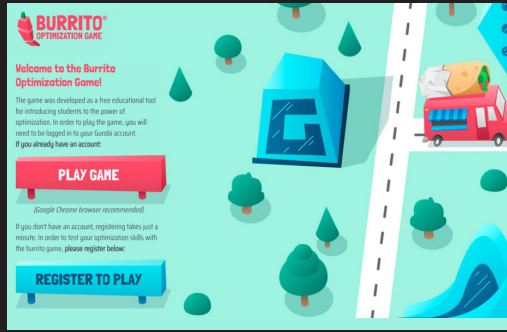 BURRITO®
OPTIMIZATION GAME
Welcome to the Burrito
Optimization Game!
The game was developed as a free educational tool
for introducing students to the power of
optimization. In order to play the game, you will
need to be logged in to your Gurobi account
If you already have an account:
PLAY GAME
(Google Chrome browser recommended)
If you don't have an account, registering takes just a
minute. In order to test your optimization skills with
the burrito game, please register below:
REGISTER TO PLAY
G